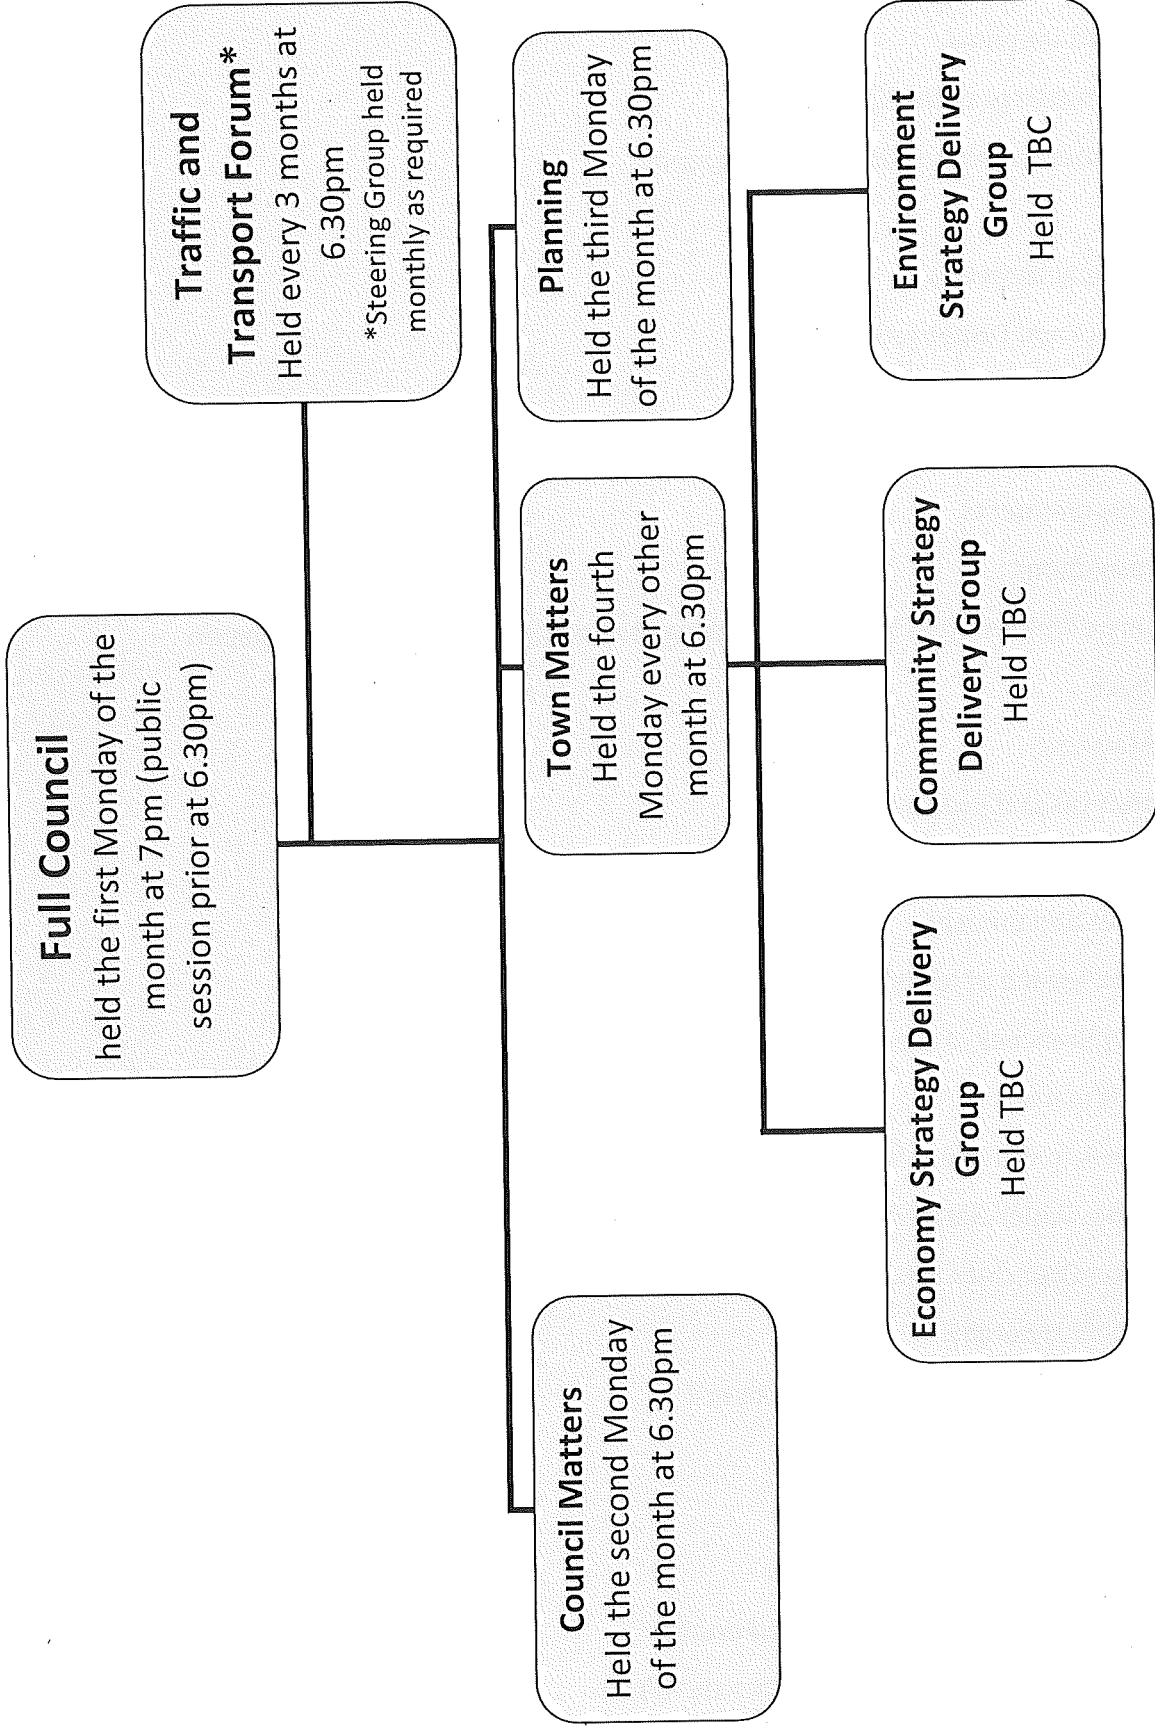 Full Council
held the first Monday of the
month at 7pm (public
session prior at 6.30pm)
Traffic and
Transport Forum*
Held every 3 months at
6.30pm
*Steering Group held
monthly as required
Council Matters
Held the second Monday
of the month at 6.30pm
Town Matters
Held the fourth
Monday every other
month at 6.30pm
Planning
Held the third Monday
of the month at 6.30pm
Economy Strategy Delivery
Group
Held TBC
Community Strategy
Delivery Group
Held TBC
Environment
Strategy Delivery
Group
Held TBC